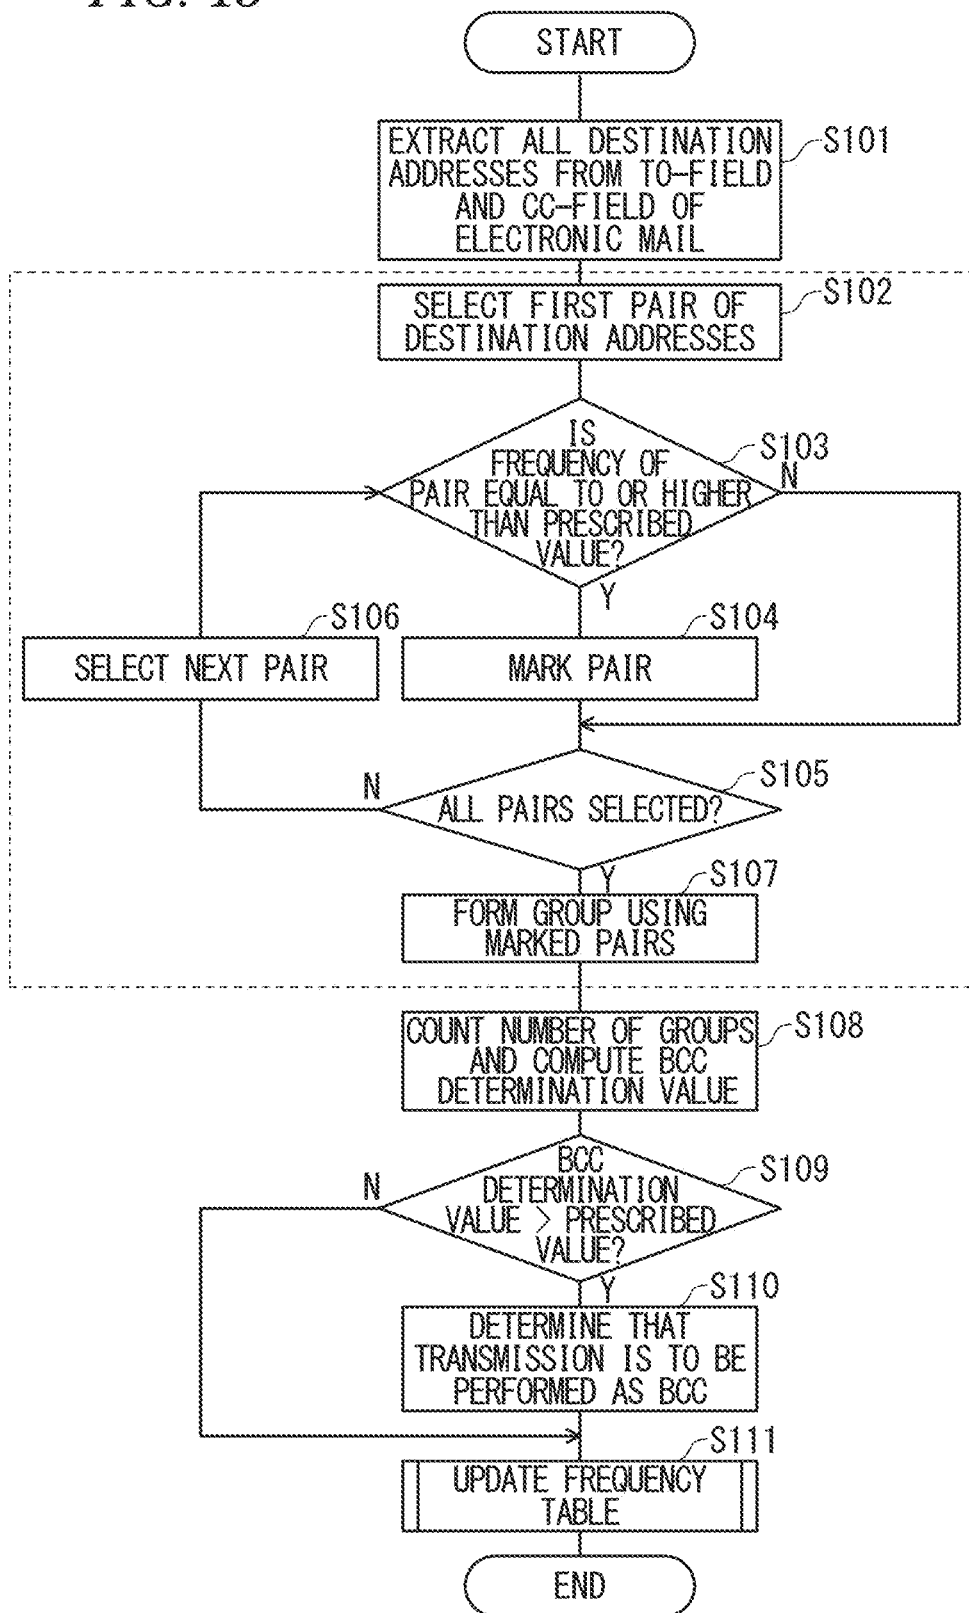 START
EXTRACT ALL DESTINATION
ADDRESSES FROM TO-FIELD
AND CC-FIELD OF
ELECTRONIC MAIL
S101
SELECT FIRST PAIR OF
DESTINATION ADDRESSES
S102
IS
FREQUENCY OF
PAIR EQUAL TO OR HIGHER
THAN PRESCRIBED
VALUE?
S103
N
Y
S106
SELECT NEXT PAIR
S104
MARK PAIR
S105
N
ALL PAIRS SELECTED?
Y
S107
FORM GROUP USING
MARKED PAIRS
COUNT NUMBER OF GROUPS
AND COMPUTE BCC
DETERMINATION VALUE
S108
BCC
DETERMINATION
VALUE > PRESCRIBED
VALUE?
S109
N
Y
S110
DETERMINE THAT
TRANSMISSION IS TO BE
PERFORMED AS BCC
S111
UPDATE FREQUENCY
TABLE
END